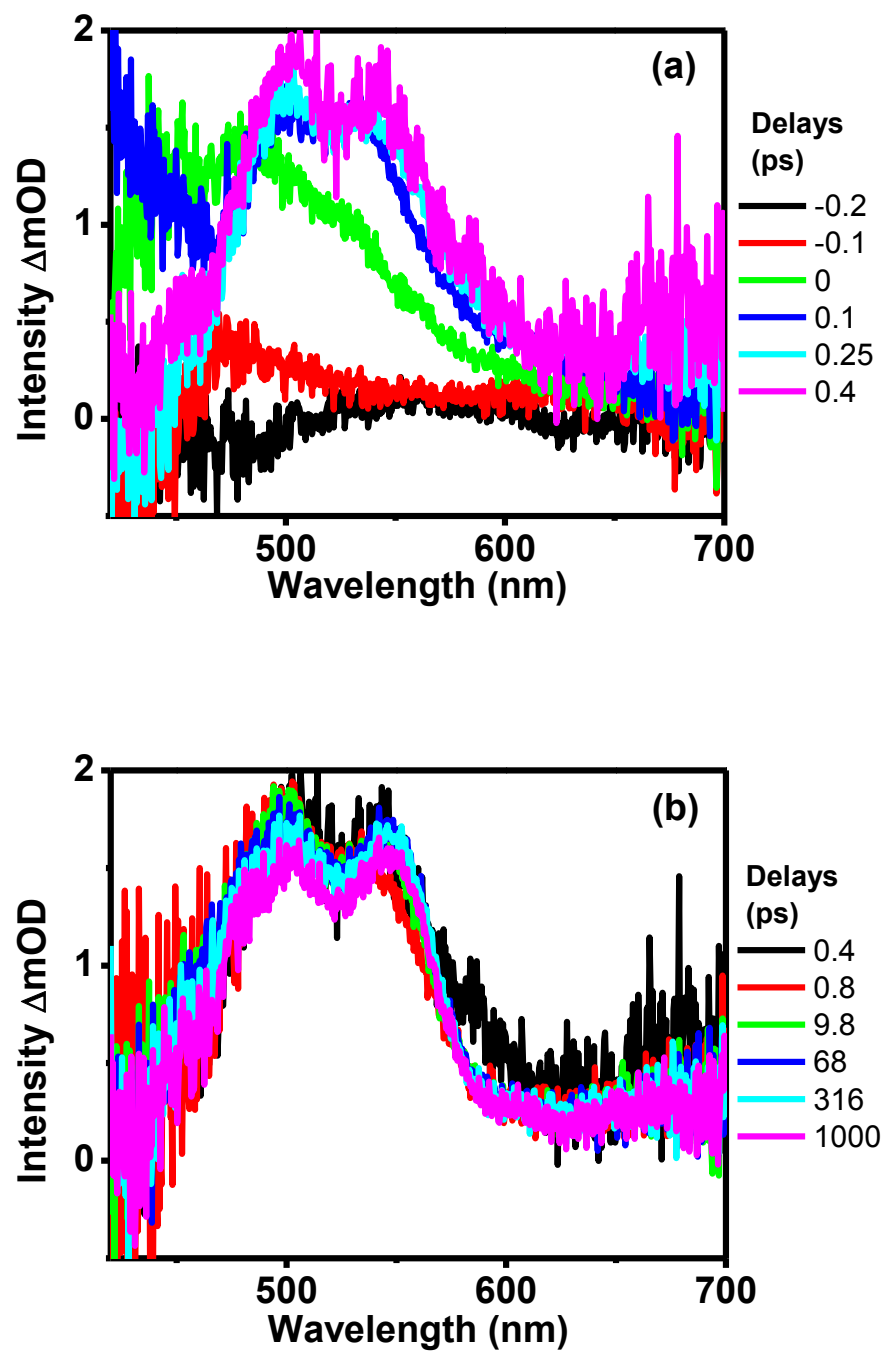 2
(a)
Delays
(ps)
-0.2
-0.1
0
0.1
0.25
0.4
1
0
Intensity ΔmOD
500
600
700
Wavelength (nm)
2
(b)
Delays
(ps)
0.4
0.8
9.8
68
316
1000
1
0
Intensity ΔmOD
500
600
700
Wavelength (nm)